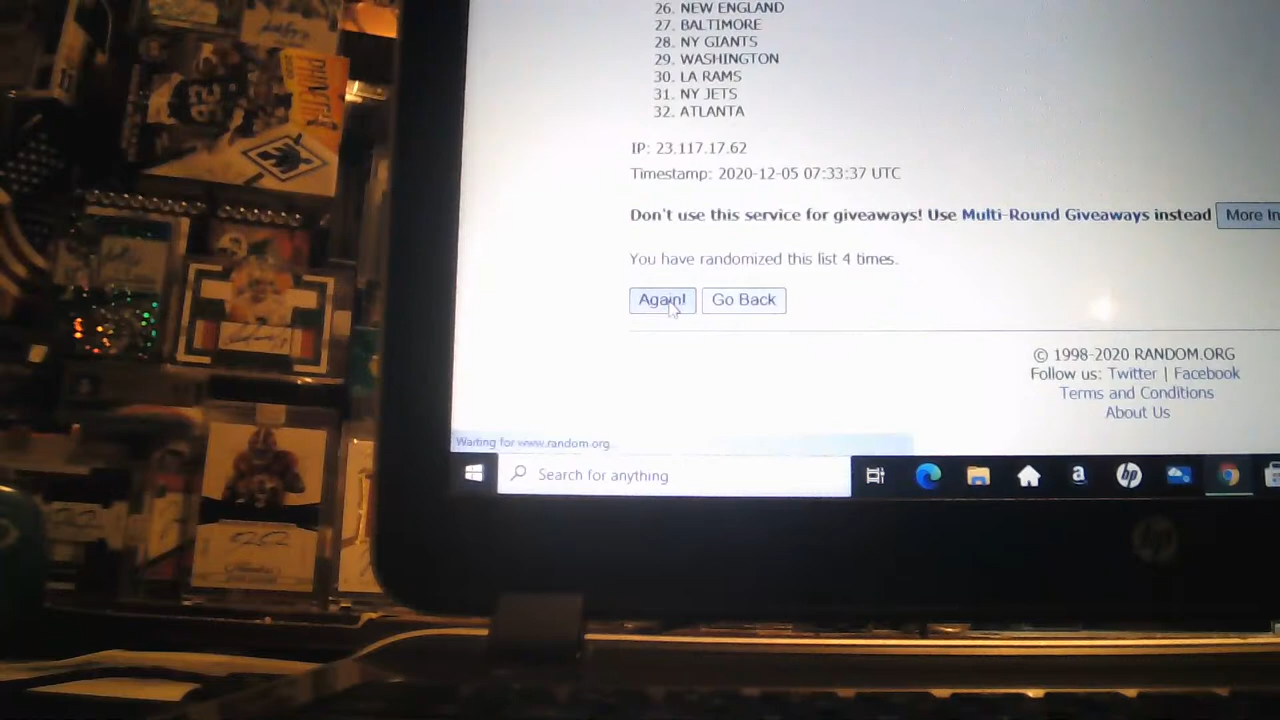 26. NEW ENGLAND
27. BALTIMORE
28. NY GIANTS
29. WASHINGTON
30. LA RAMS
31. NY JETS
32. ATLANTA
IP: 23.117.17.62
Timestamp: 2020-12-05 07:33:37 UTC
Don't use this service for giveaways! Use Multi-Round Giveaways instead More In
You have randomized this list 4 times.
Again! Go Back
© 1998-2020 RANDOM.ORG
Follow us: Twitter | Facebook
Terms and Conditions
About Us
Waiting for www.random.org...
Search for anything
a
hp
hp